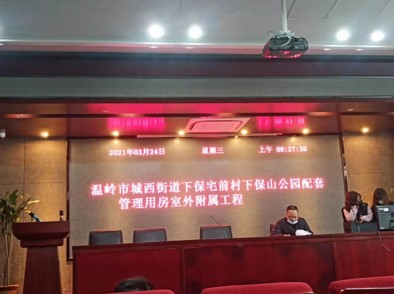 2021年03月24日 星期三 上午 09:27:39
温岭市城西街道下保宅前村下保山公园配套
管理用房室外附属工程